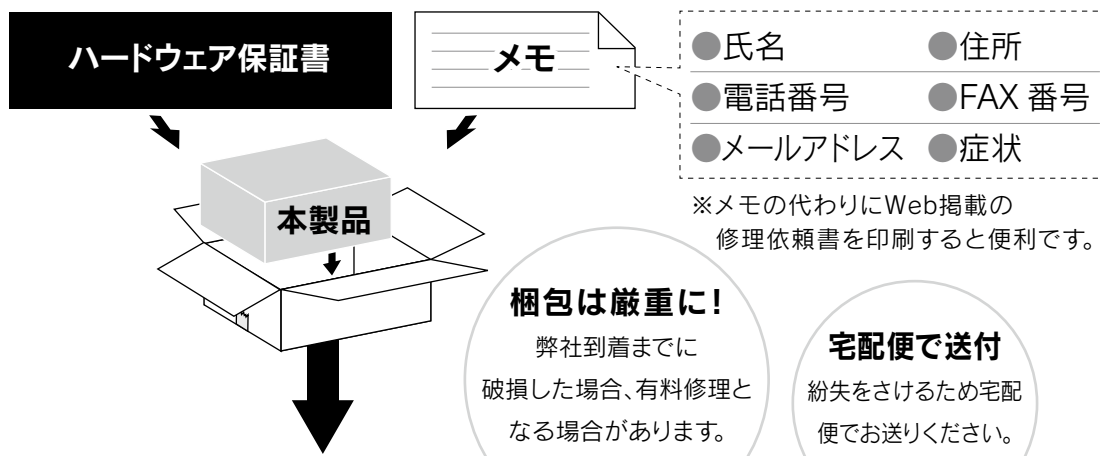 ハードウェア保証書
メモ
●氏名 ●住所
●電話番号 ●FAX 番号
●メールアドレス ●症状
※メモの代わりにWeb掲載の
修理依頼書を印刷すると便利です。
本製品
梱包は厳重に!
弊社到着までに
破損した場合、有料修理と
なる場合があります。
宅配便で送付
紛失をさけるため宅配
便でお送りください。